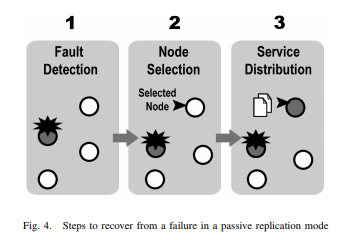 1 2 3
Fault Node Service
Detection Selection Distribution
Selected
Node
Fig. 4. Steps to recover from a failure in a passive replication mode